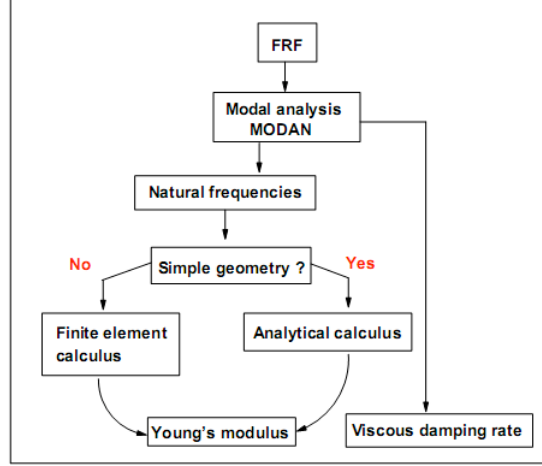 FRF
Modal analysis
MODAN
Natural frequencies
Simple geometry ?
No
Yes
Finite element
calculus
Analytical calculus
Young's modulus
Viscous damping rate